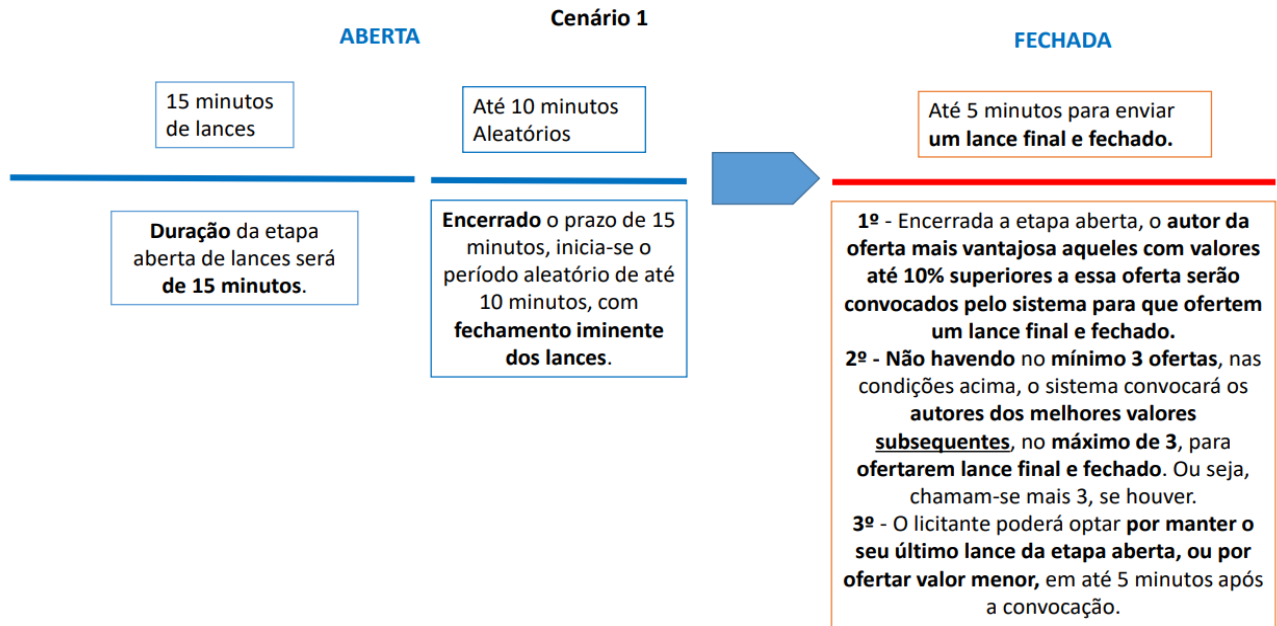 Cenário 1
ABERTA
FECHADA
15 minutos
de lances
Até 10 minutos
Aleatórios
Até 5 minutos para enviar
um lance final e fechado.
Duração da etapa
aberta de lances será
de 15 minutos.
Encerrado o prazo de 15
minutos, inicia-se o
período aleatório de até
10 minutos, com
fechamento iminente
dos lances.
1º - Encerrada a etapa aberta, o autor da
oferta mais vantajosa aqueles com valores
até 10% superiores a essa oferta serão
convocados pelo sistema para que ofertem
um lance final e fechado.
2º - Não havendo no mínimo 3 ofertas, nas
condições acima, o sistema convocará os
autores dos melhores valores
subsequentes, no máximo de 3, para
ofertarem lance final e fechado. Ou seja,
chamam-se mais 3, se houver.
3º - O licitante poderá optar por manter o
seu último lance da etapa aberta, ou por
ofertar valor menor, em até 5 minutos após
a convocação.